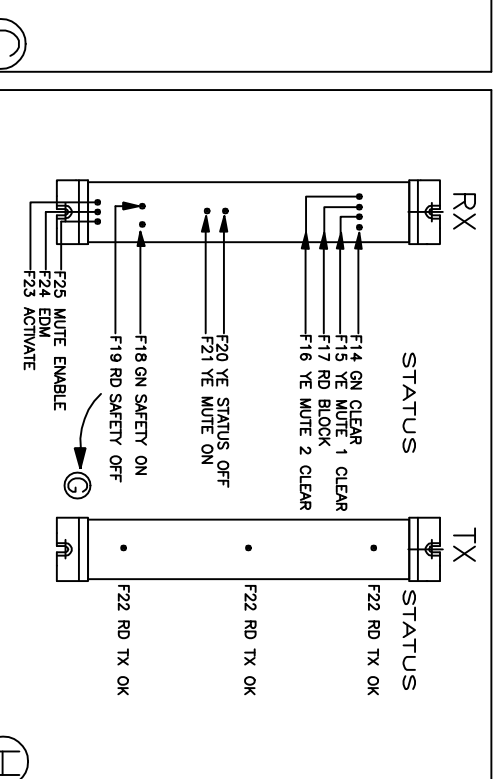 C
RX
STATUS
F14 GN CLEAR
F15 YE MUTE 1 CLEAR
F17 RD BLOCK
F16 YE MUTE 2 CLEAR
F20 YE STATUS OFF
F21 YE MUTE ON
F18 GN SAFETY ON
F19 RD SAFETY OFF
F25 MUTE ENABLE
F24 EDM
F23 ACTIVATE
G
TX
STATUS
F22 RD TX OK
F22 RD TX OK
F22 RD TX OK
H